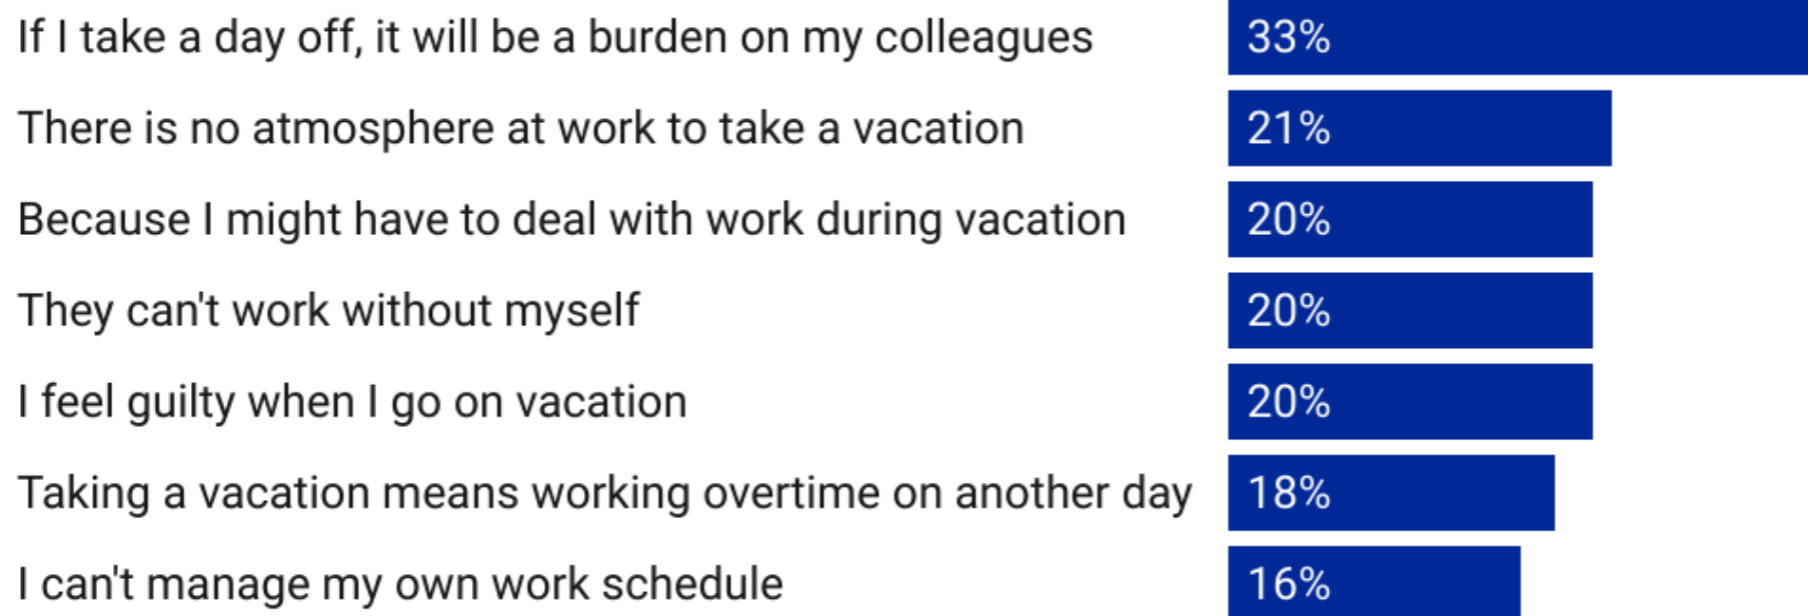 If I take a day off, it will be a burden on my colleagues 33%
There is no atmosphere at work to take a vacation 21%
Because I might have to deal with work during vacation 20%
They can't work without myself 20%
I feel guilty when I go on vacation 20%
Taking a vacation means working overtime on another day 18%
I can't manage my own work schedule 16%